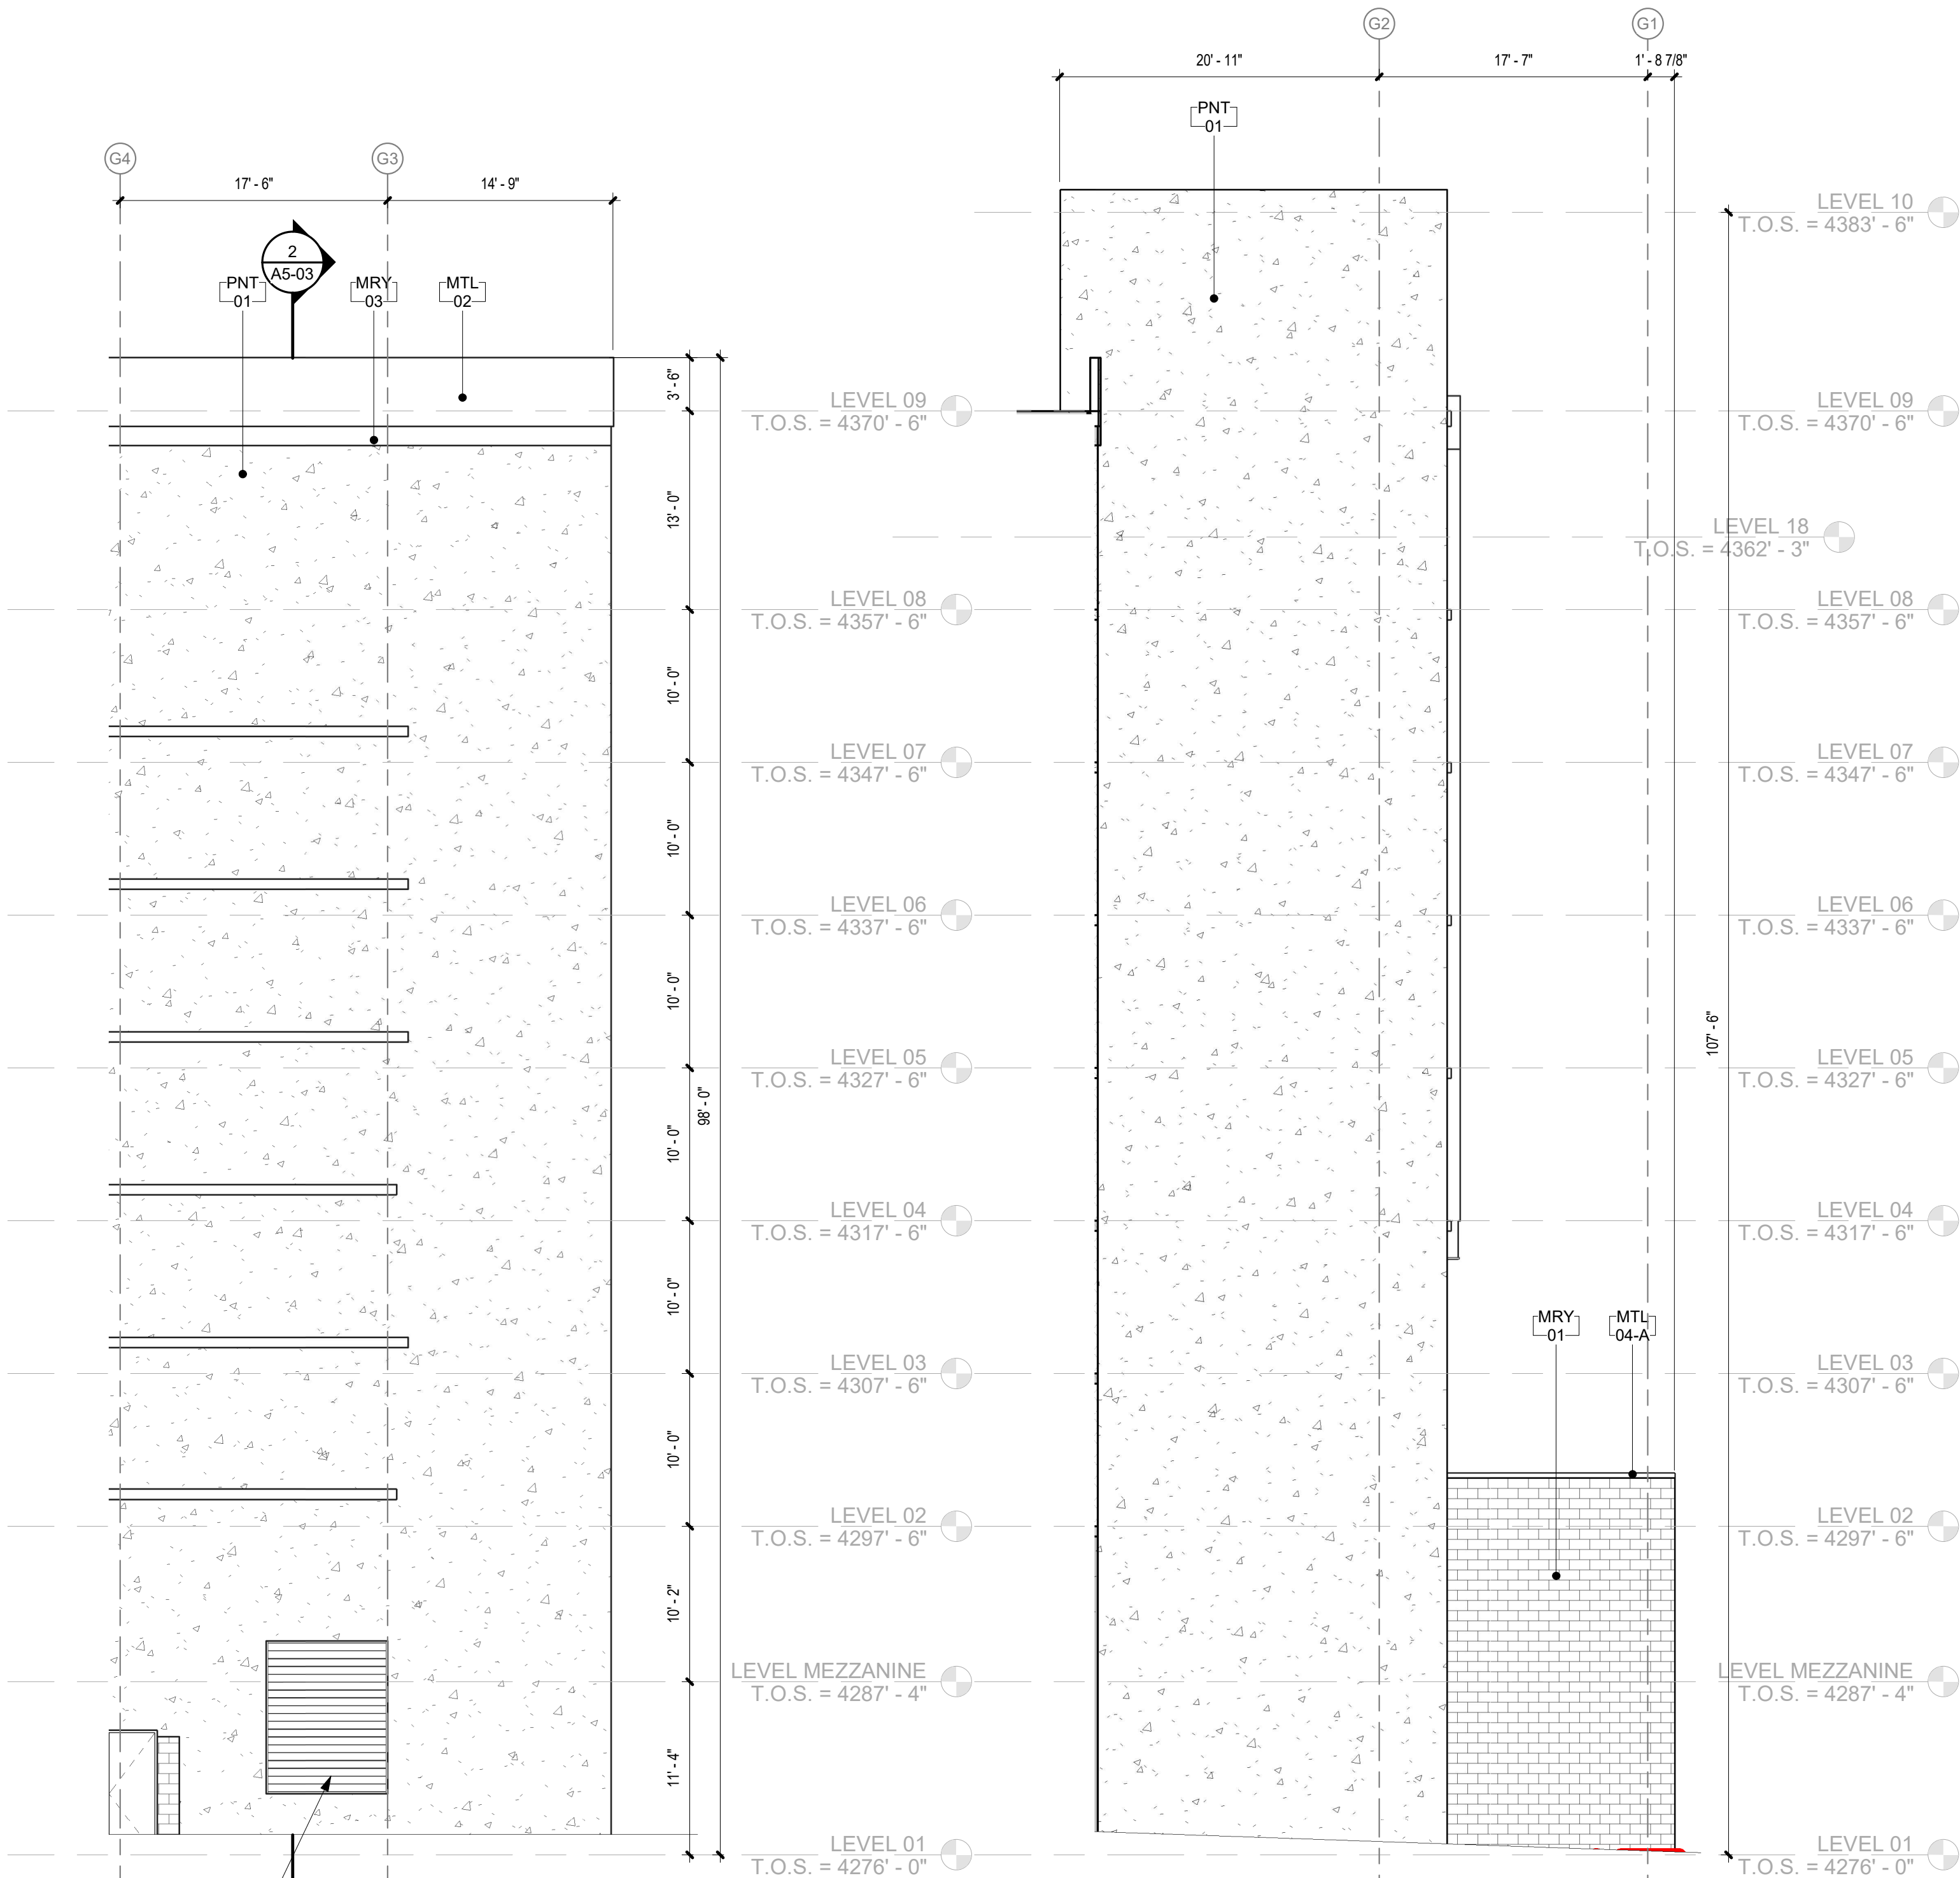 G4
G3
17' - 6"
14' - 9"
2
A5-03
PNT
01
MRY
03
MTL
02
3' - 6"
13' - 0"
10' - 0"
10' - 0"
10' - 0"
10' - 0"
10' - 0"
10' - 0"
10' - 2"
11' - 4"
98' - 0"
LEVEL 09
T.O.S. = 4370' - 6"
LEVEL 08
T.O.S. = 4357' - 6"
LEVEL 07
T.O.S. = 4347' - 6"
LEVEL 06
T.O.S. = 4337' - 6"
LEVEL 05
T.O.S. = 4327' - 6"
LEVEL 04
T.O.S. = 4317' - 6"
LEVEL 03
T.O.S. = 4307' - 6"
LEVEL 02
T.O.S. = 4297' - 6"
LEVEL MEZZANINE
T.O.S. = 4287' - 4"
LEVEL 01
T.O.S. = 4276' - 0"
G2
G1
20' - 11"
17' - 7"
1' - 8 7/8"
PNT
01
MRY
01
MTL
04-A
107' - 6"
LEVEL 10
T.O.S. = 4383' - 6"
LEVEL 09
T.O.S. = 4370' - 6"
LEVEL 18
T.O.S. = 4362' - 3"
LEVEL 08
T.O.S. = 4357' - 6"
LEVEL 07
T.O.S. = 4347' - 6"
LEVEL 06
T.O.S. = 4337' - 6"
LEVEL 05
T.O.S. = 4327' - 6"
LEVEL 04
T.O.S. = 4317' - 6"
LEVEL 03
T.O.S. = 4307' - 6"
LEVEL 02
T.O.S. = 4297' - 6"
LEVEL MEZZANINE
T.O.S. = 4287' - 4"
LEVEL 01
T.O.S. = 4276' - 0"